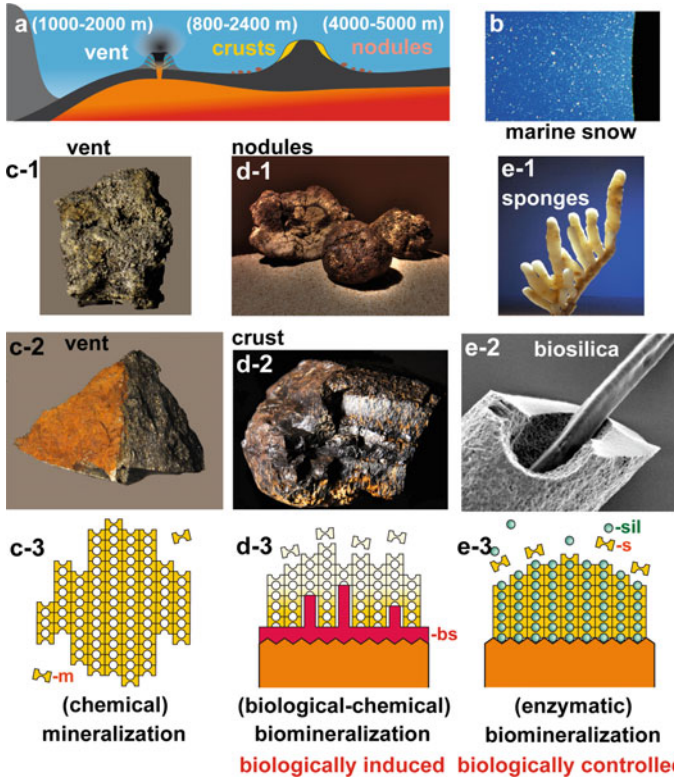 a (1000-2000 m) (800-2400 m) (4000-5000 m)
vent crusts nodules
b
marine snow
vent
c-1
nodules
d-1
e-1
sponges
c-2 vent
crust
d-2
e-2
biosilica
c-3
-m
(chemical)
mineralization
d-3
-bs
(biological-chemical)
biomineralization
biologically induced
e-3
-sil
-s
(enzymatic)
biomineralization
biologically controlled